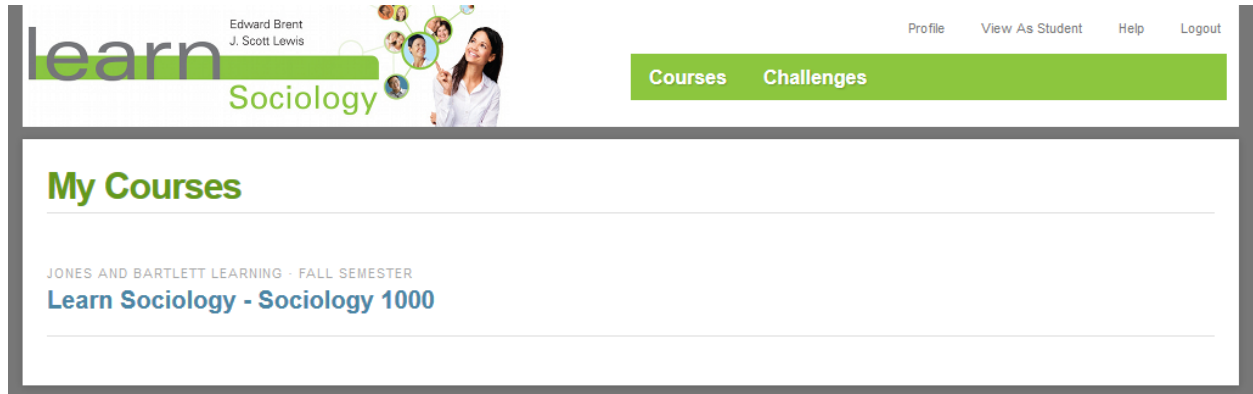 learn
Edward Brent
J. Scott Lewis
Sociology
Profile View As Student Help Logout
Courses Challenges
My Courses
JONES AND BARTLETT LEARNING · FALL SEMESTER
Learn Sociology - Sociology 1000